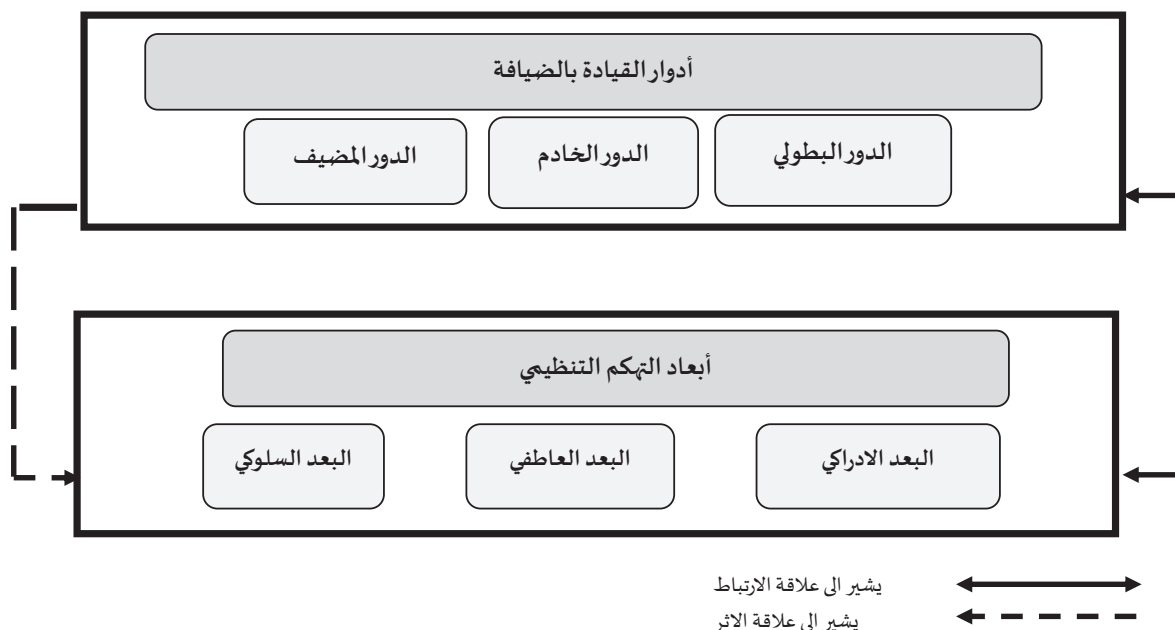 أدوار القيادة بالضيافة
الدور البطولي
الدور الخادم
الدور المضيف
أبعاد التهكم التنظيمي
البعد الادراكي
البعد العاطفي
البعد السلوكي
يشير الى علاقة الارتباط
يشير الى علاقة الاثر